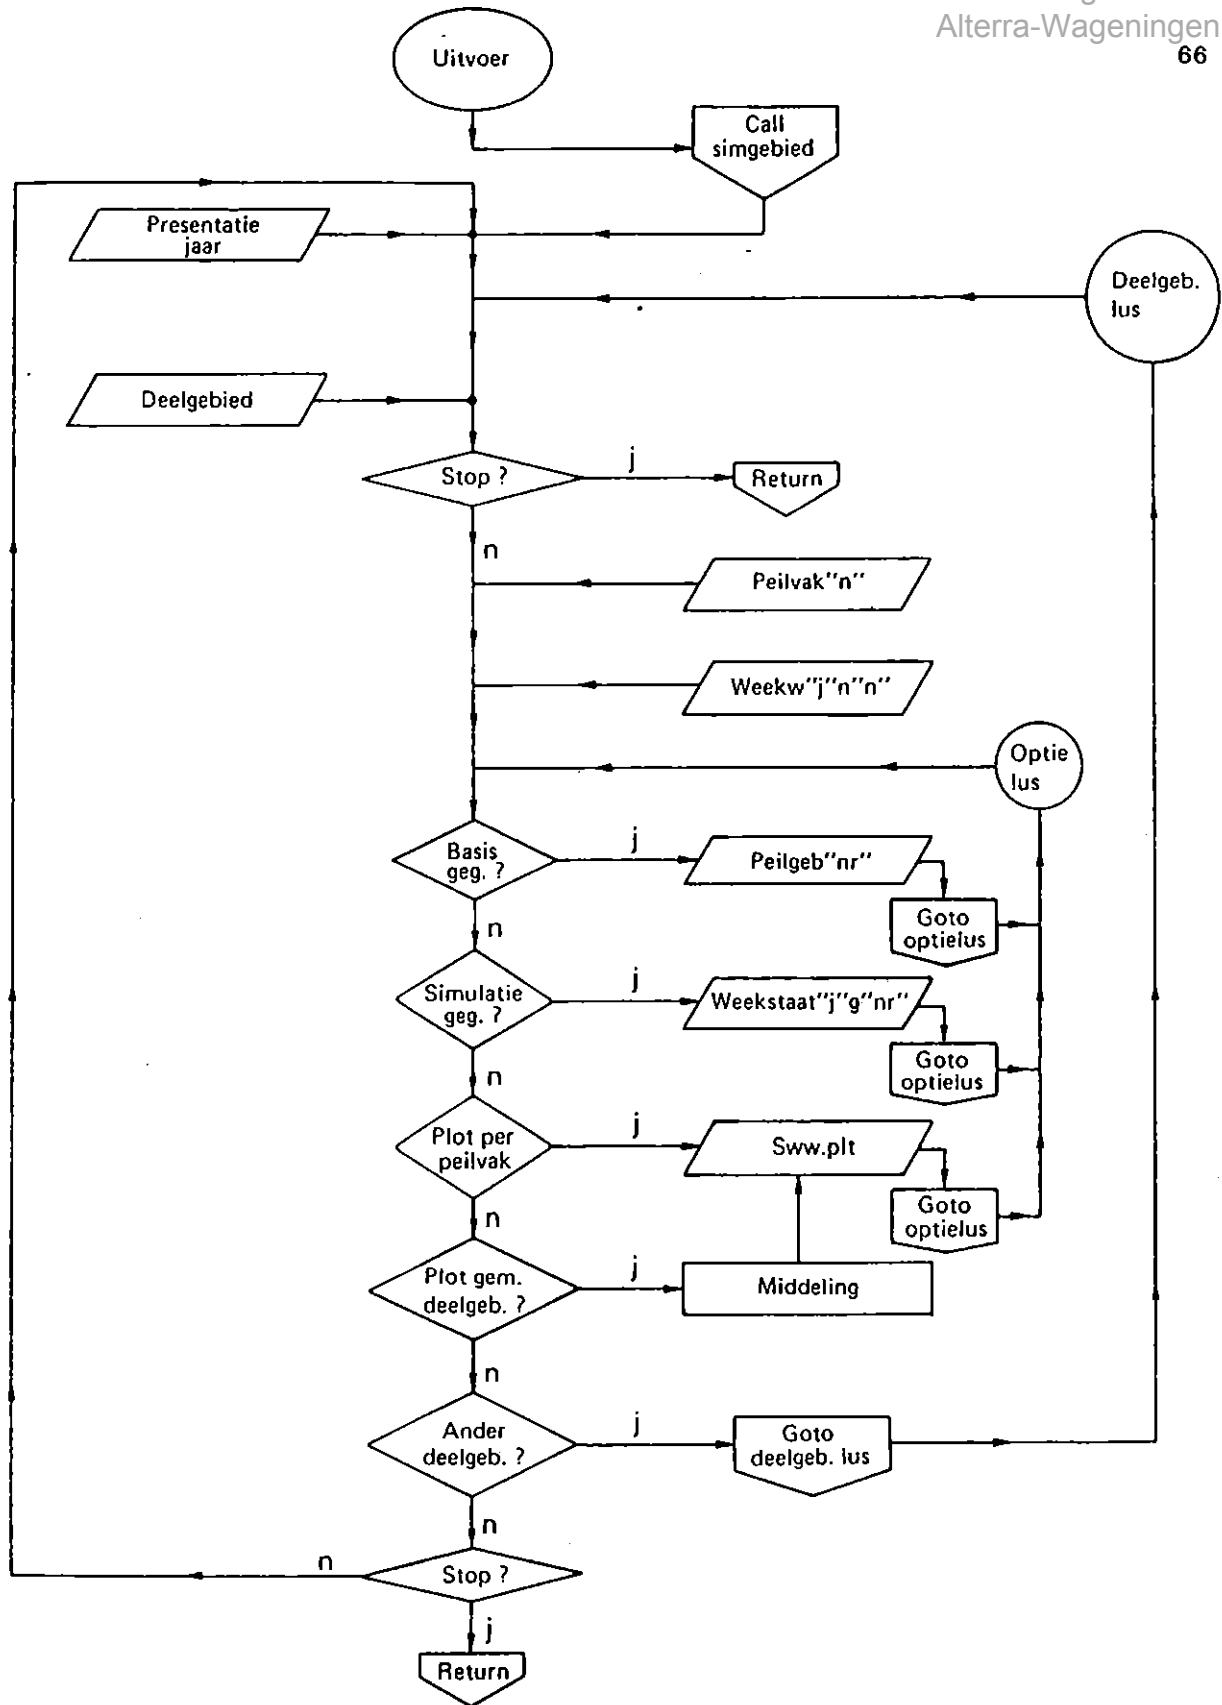 Alterra-Wageningen
66
Uitvoer
Call
simgebied
Presentatie
jaar
Deelgeb.
lus
Deelgebied
Stop ?
j
Return
n
Peilvak"n"
Weekw"j"n"n"
Optie
lus
Basis
geg. ?
j
Peilgeb"nr"
Goto
optielus
n
Simulatie
geg. ?
j
Weekstaat"j"g"nr"
Goto
optielus
n
Plot per
peilvak
j
Sww.plt
Goto
optielus
n
Plot gem.
deelgeb. ?
j
Middeling
n
Ander
deelgeb. ?
j
Goto
deelgeb. lus
n
n
Stop ?
j
Return